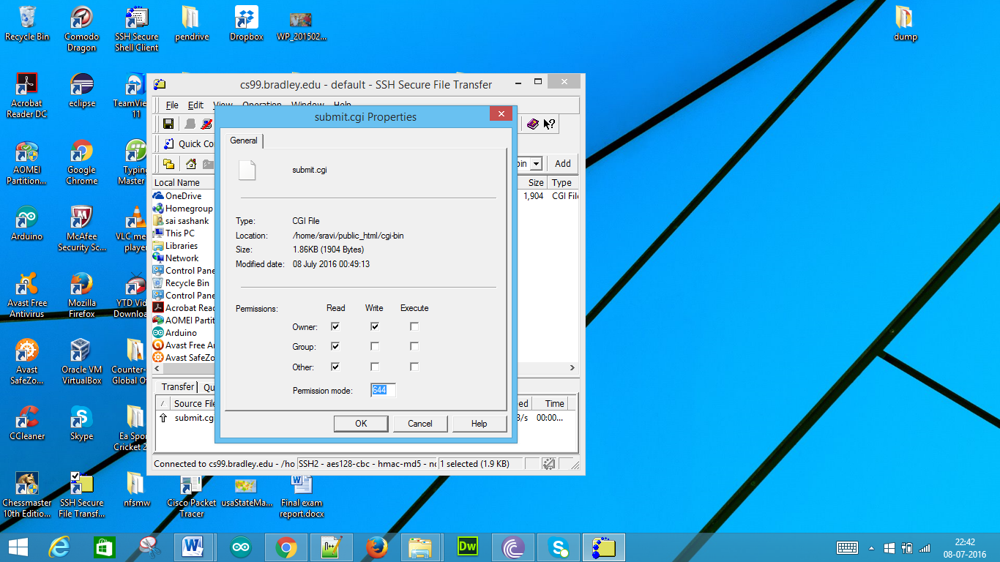 Recycle Bin
Comodo Dragon
SSH Secure Shell Client
pendrive
Dropbox
WP_201502...
dump
Acrobat Reader DC
eclipse
TeamVie
11
AOMEI Partition...
Google Chrome
Typin
Master
Arduino
McAfee Security Sc...
VLC me
playe
Avast Free Antivirus
Mozilla Firefox
YTD Vid
Downloa
Avast SafeZo...
Oracle VM VirtualBox
Counter-
Global O
CCleaner
Skype
Ea Spor
Cricket 2
Chessmaster 10th Editio...
SSH Secure File Transf...
nfsmw
Cisco Packet Tracer
usaStateMa...
Final exam report.docx
cs99.bradley.edu - default - SSH Secure File Transfer
File Edit View Operation Window Help
Quick Co
bin
Add
Local Name
Size Type
OneDrive
1,904 CGI Fil
Homegroup
sai sashank
This PC
Libraries
Network
Control Pane
Recycle Bin
Control Pane
Acrobat Read
AOMEI Partit
Arduino
Avast Free An
Avast SafeZo
Transfer Qu
Source File
ed Time
submit.cg
B/s 00:00...
Connected to cs99.bradley.edu - /ho SSH2 - aes128-cbc - hmac-md5 - no 1 selected (1.9 KB)
submit.cgi Properties
General
submit.cgi
Type: CGI File
Location: /home/sravi/public_html/cgi-bin
Size: 1.86KB (1904 Bytes)
Modified date: 08 July 2016 00:49:13
Permissions: Read Write Execute
Owner:
Group:
Other:
Permission mode: 644
OK Cancel Help
Dw
22:42
08-07-2016